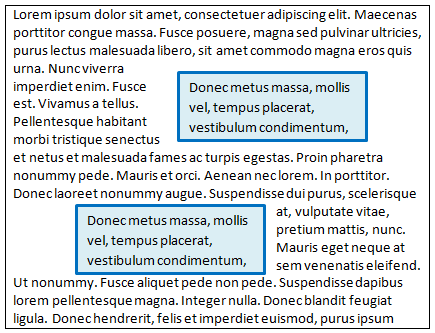 Lorem ipsum dolor sit amet, consectetuer adipiscing elit. Maecenas
porttitor congue massa. Fusce posuere, magna sed pulvinar ultricies,
purus lectus malesuada libero, sit amet commodo magna eros quis
urna. Nunc viverra
imperdiet enim. Fusce
est. Vivamus a tellus.
Pellentesque habitant
morbi tristique senectus
Donec metus massa, mollis
vel, tempus placerat,
vestibulum condimentum,
et netus et malesuada fames ac turpis egestas. Proin pharetra
nonummy pede. Mauris et orci. Aenean nec lorem. In porttitor.
Donec laoreet nonummy augue. Suspendisse dui purus, scelerisque
Donec metus massa, mollis
vel, tempus placerat,
vestibulum condimentum,
at, vulputate vitae,
pretium mattis, nunc.
Mauris eget neque at
sem venenatis eleifend.
Ut nonummy. Fusce aliquet pede non pede. Suspendisse dapibus
lorem pellentesque magna. Integer nulla. Donec blandit feugiat
ligula. Donec hendrerit, felis et imperdiet euismod, purus ipsum